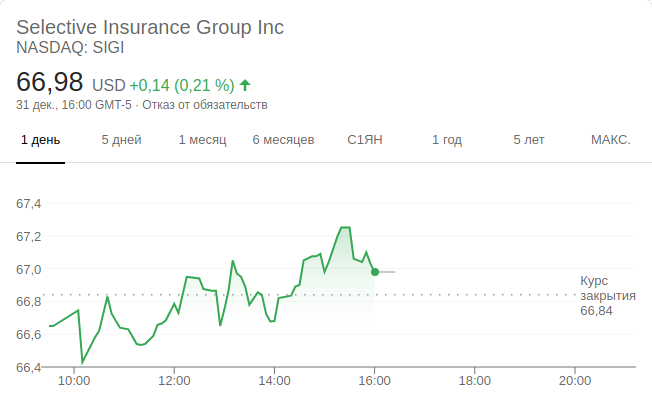 Selective Insurance Group Inc
NASDAQ: SIGI
66,98 USD +0,14 (0,21 %)
31 дек., 16:00 GMT-5 · Отказ от обязательств
1 день 5 дней 1 месяц 6 месяцев С1ЯН 1 год 5 лет МАКС.
67,4
67,2
67,0
66,8
66,6
66,4
Курс
закрытия
66,84
10:00 12:00 14:00 16:00 18:00 20:00